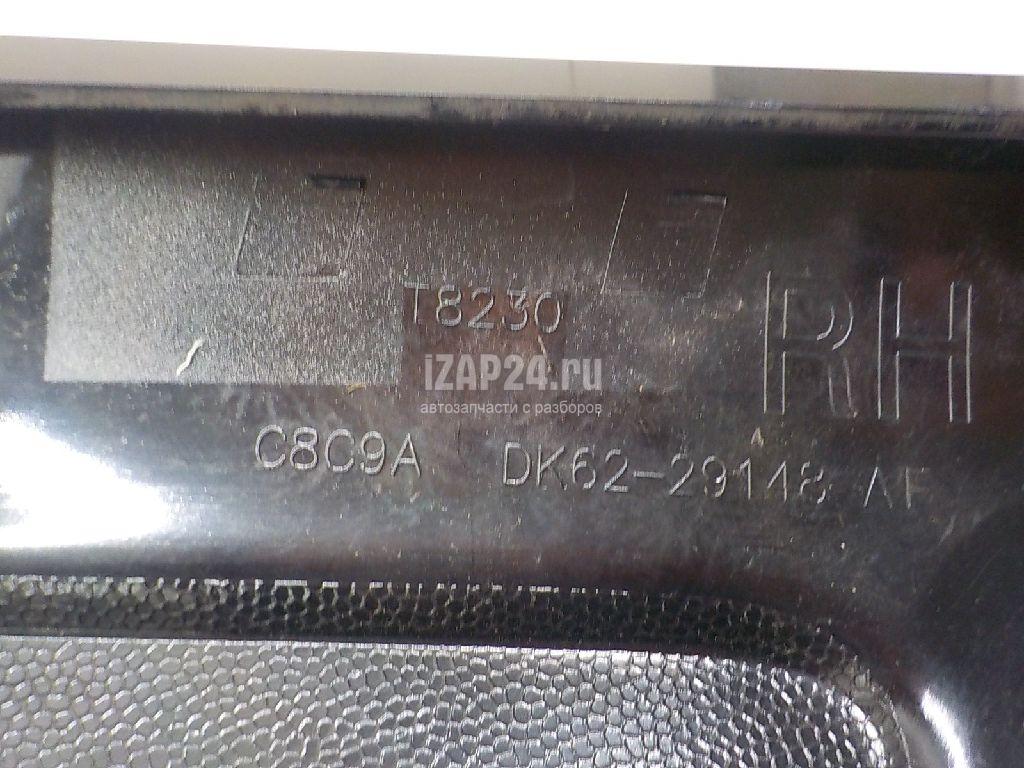 T8230
RH
iZAP24.ru
автозапчасти с разборов
C8C9A DK62-29148 AF